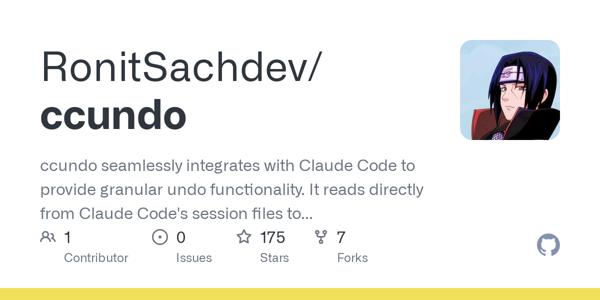 RonitSachdev/
ccundo
ccundo seamlessly integrates with Claude Code to
provide granular undo functionality. It reads directly
from Claude Code's session files to...
1 0 175 7
Contributor Issues Stars Forks